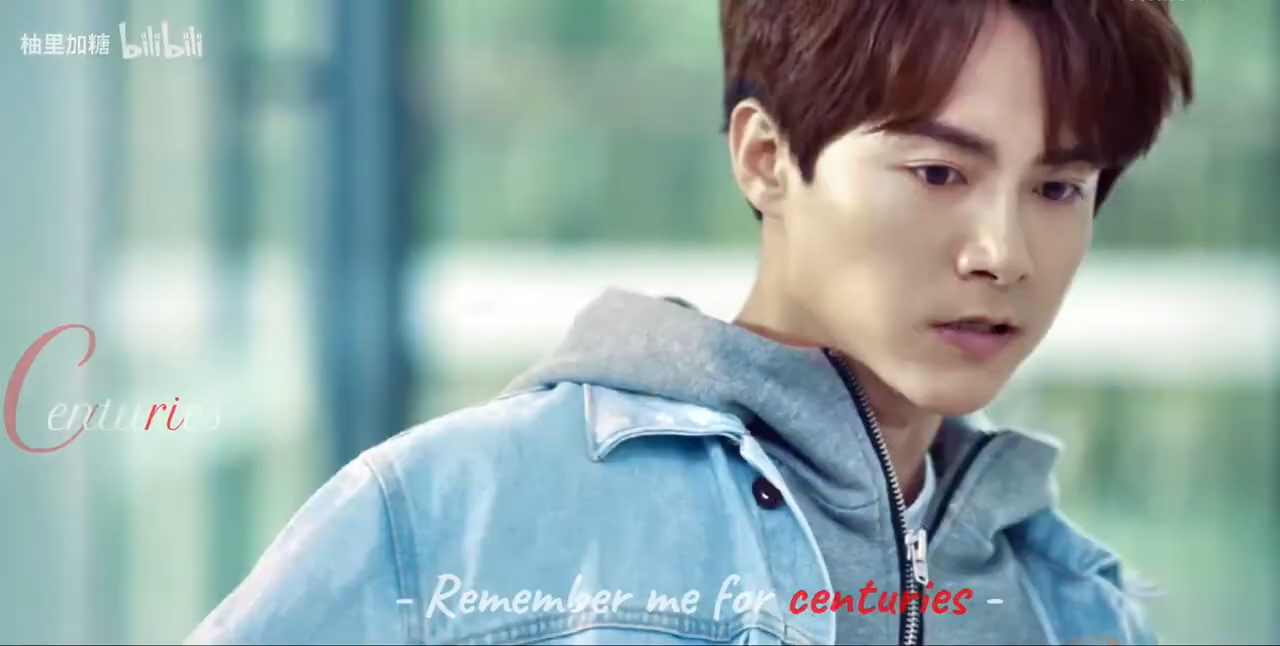 柚里加糖 bilibili
Centuries
- Remember me for centuries -